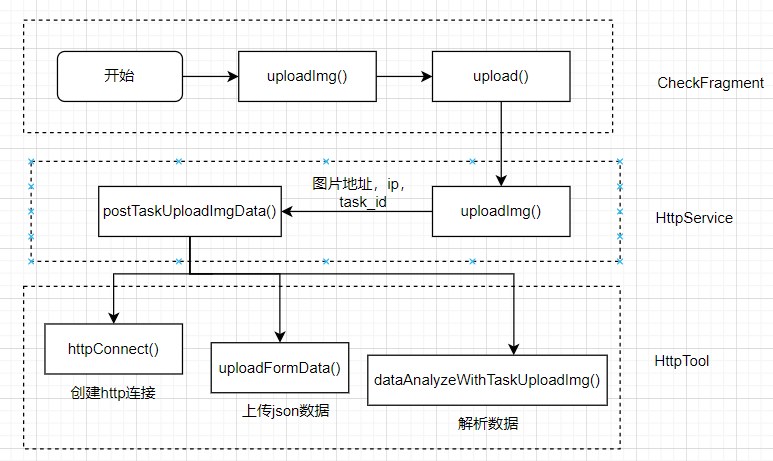 开始
uploadImg()
upload()
CheckFragment
图片地址，ip，
task_id
postTaskUploadImgData()
uploadImg()
HttpService
httpConnect()
创建http连接
uploadFormData()
上传json数据
dataAnalyzeWithTaskUploadImg()
解析数据
HttpTool